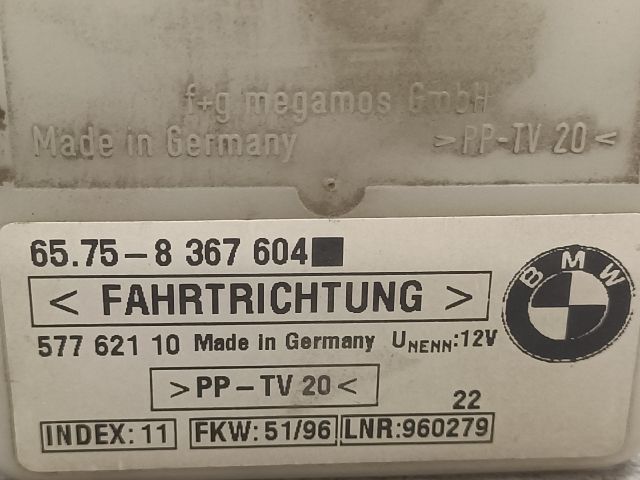 f+g megamos GmbH
Made in Germany >PP-TV 20<
65.75-8 367 604
BMW
< FAHRTRICHTUNG >
577 621 10 Made in Germany UNENN:12V
>PP-TV 20<
22
INDEX: 11 FKW: 51/96 LNR:960279